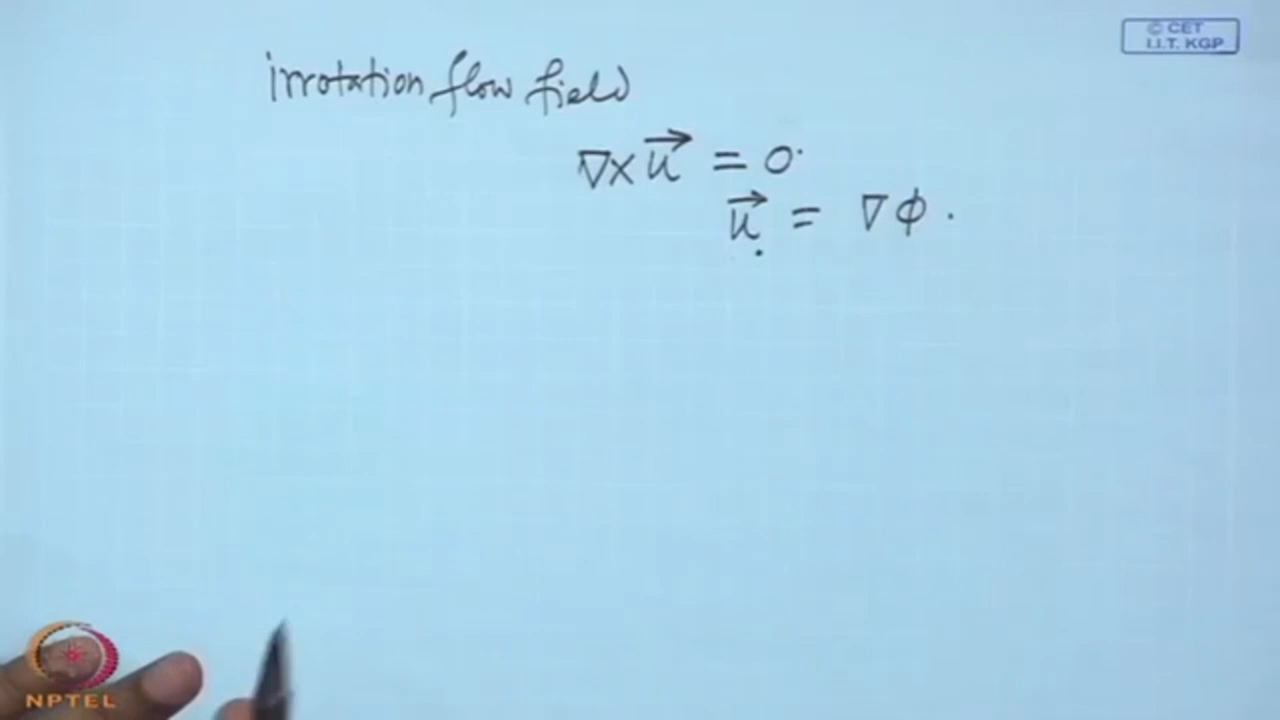 © CET
I.I.T. KGP
irrotation flow field
∇×u⃗ = 0.
u⃗ = ∇ϕ.
NPTEL